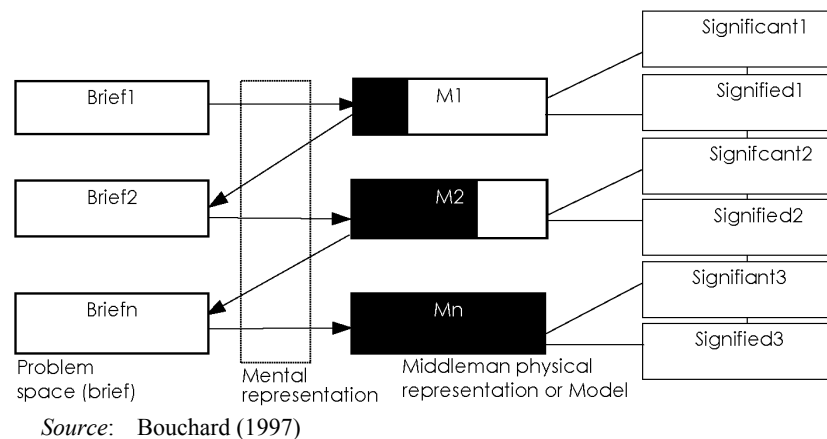 Significant1
Brief1
M1
Signified1
Signifcant2
Brief2
M2
Signified2
Signifiant3
Briefn
Mn
Signified3
Problem
space (brief)
Mental
representation
Middleman physical
representation or Model
Source: Bouchard (1997)